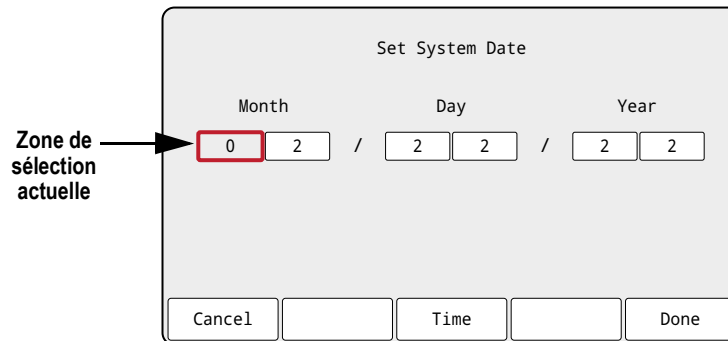 Set System Date
Month Day Year
Zone de
sélection
actuelle
0 2 / 2 2 / 2 2
Cancel Time Done